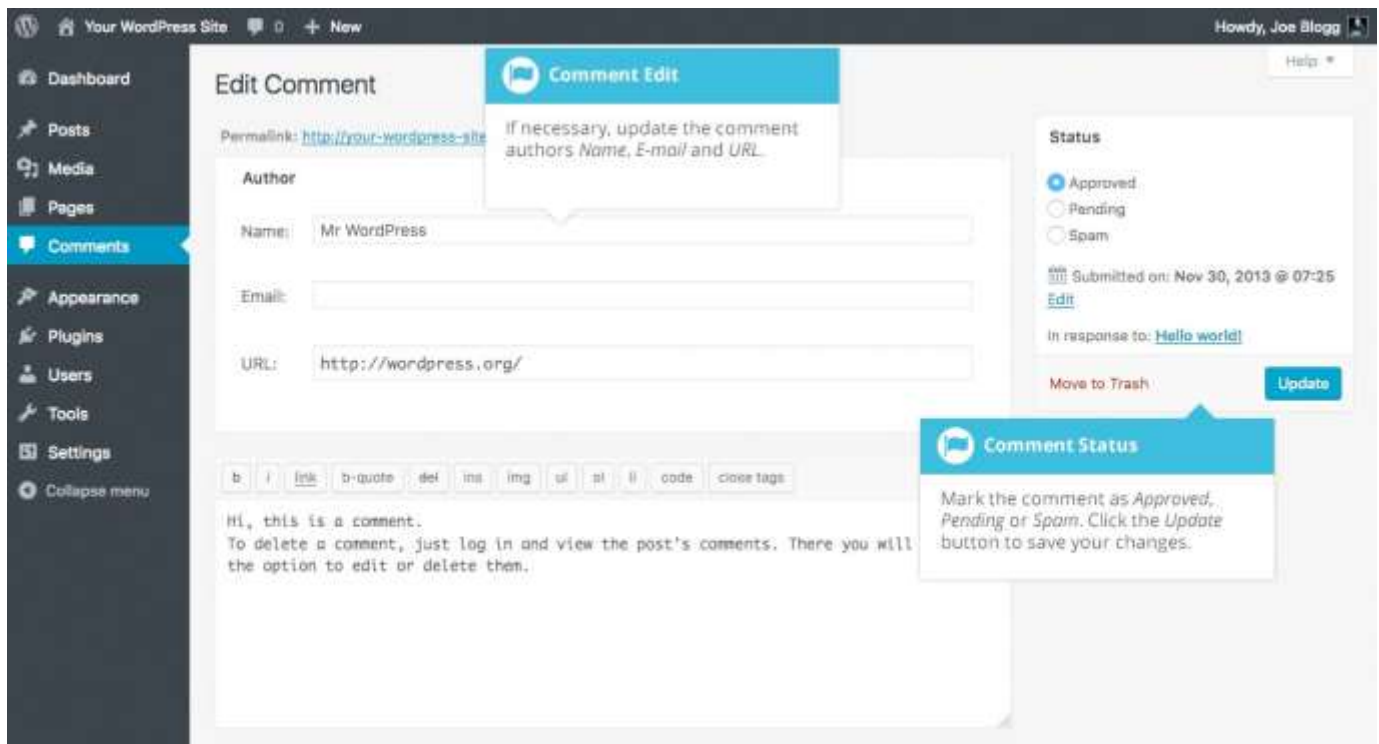 Your WordPress Site 0 + New Howdy, Joe Blogg
Help
Dashboard
Posts
Media
Pages
Comments
Appearance
Plugins
Users
Tools
Settings
Collapse menu
Edit Comment
Permalink: http://your-wordpress-site
Comment Edit
If necessary, update the comment
authors Name, E-mail and URL.
Author
Name: Mr WordPress
Email:
URL: http://wordpress.org/
Status
Approved
Pending
Spam
Submitted on: Nov 30, 2013 @ 07:25
Edit
In response to: Hello world!
Move to Trash Update
Comment Status
Mark the comment as Approved,
Pending or Spam. Click the Update
button to save your changes.
b i link b-quote del ins img ul ol li code close tags
Hi, this is a comment.
To delete a comment, just log in and view the post's comments. There you will
the option to edit or delete them.